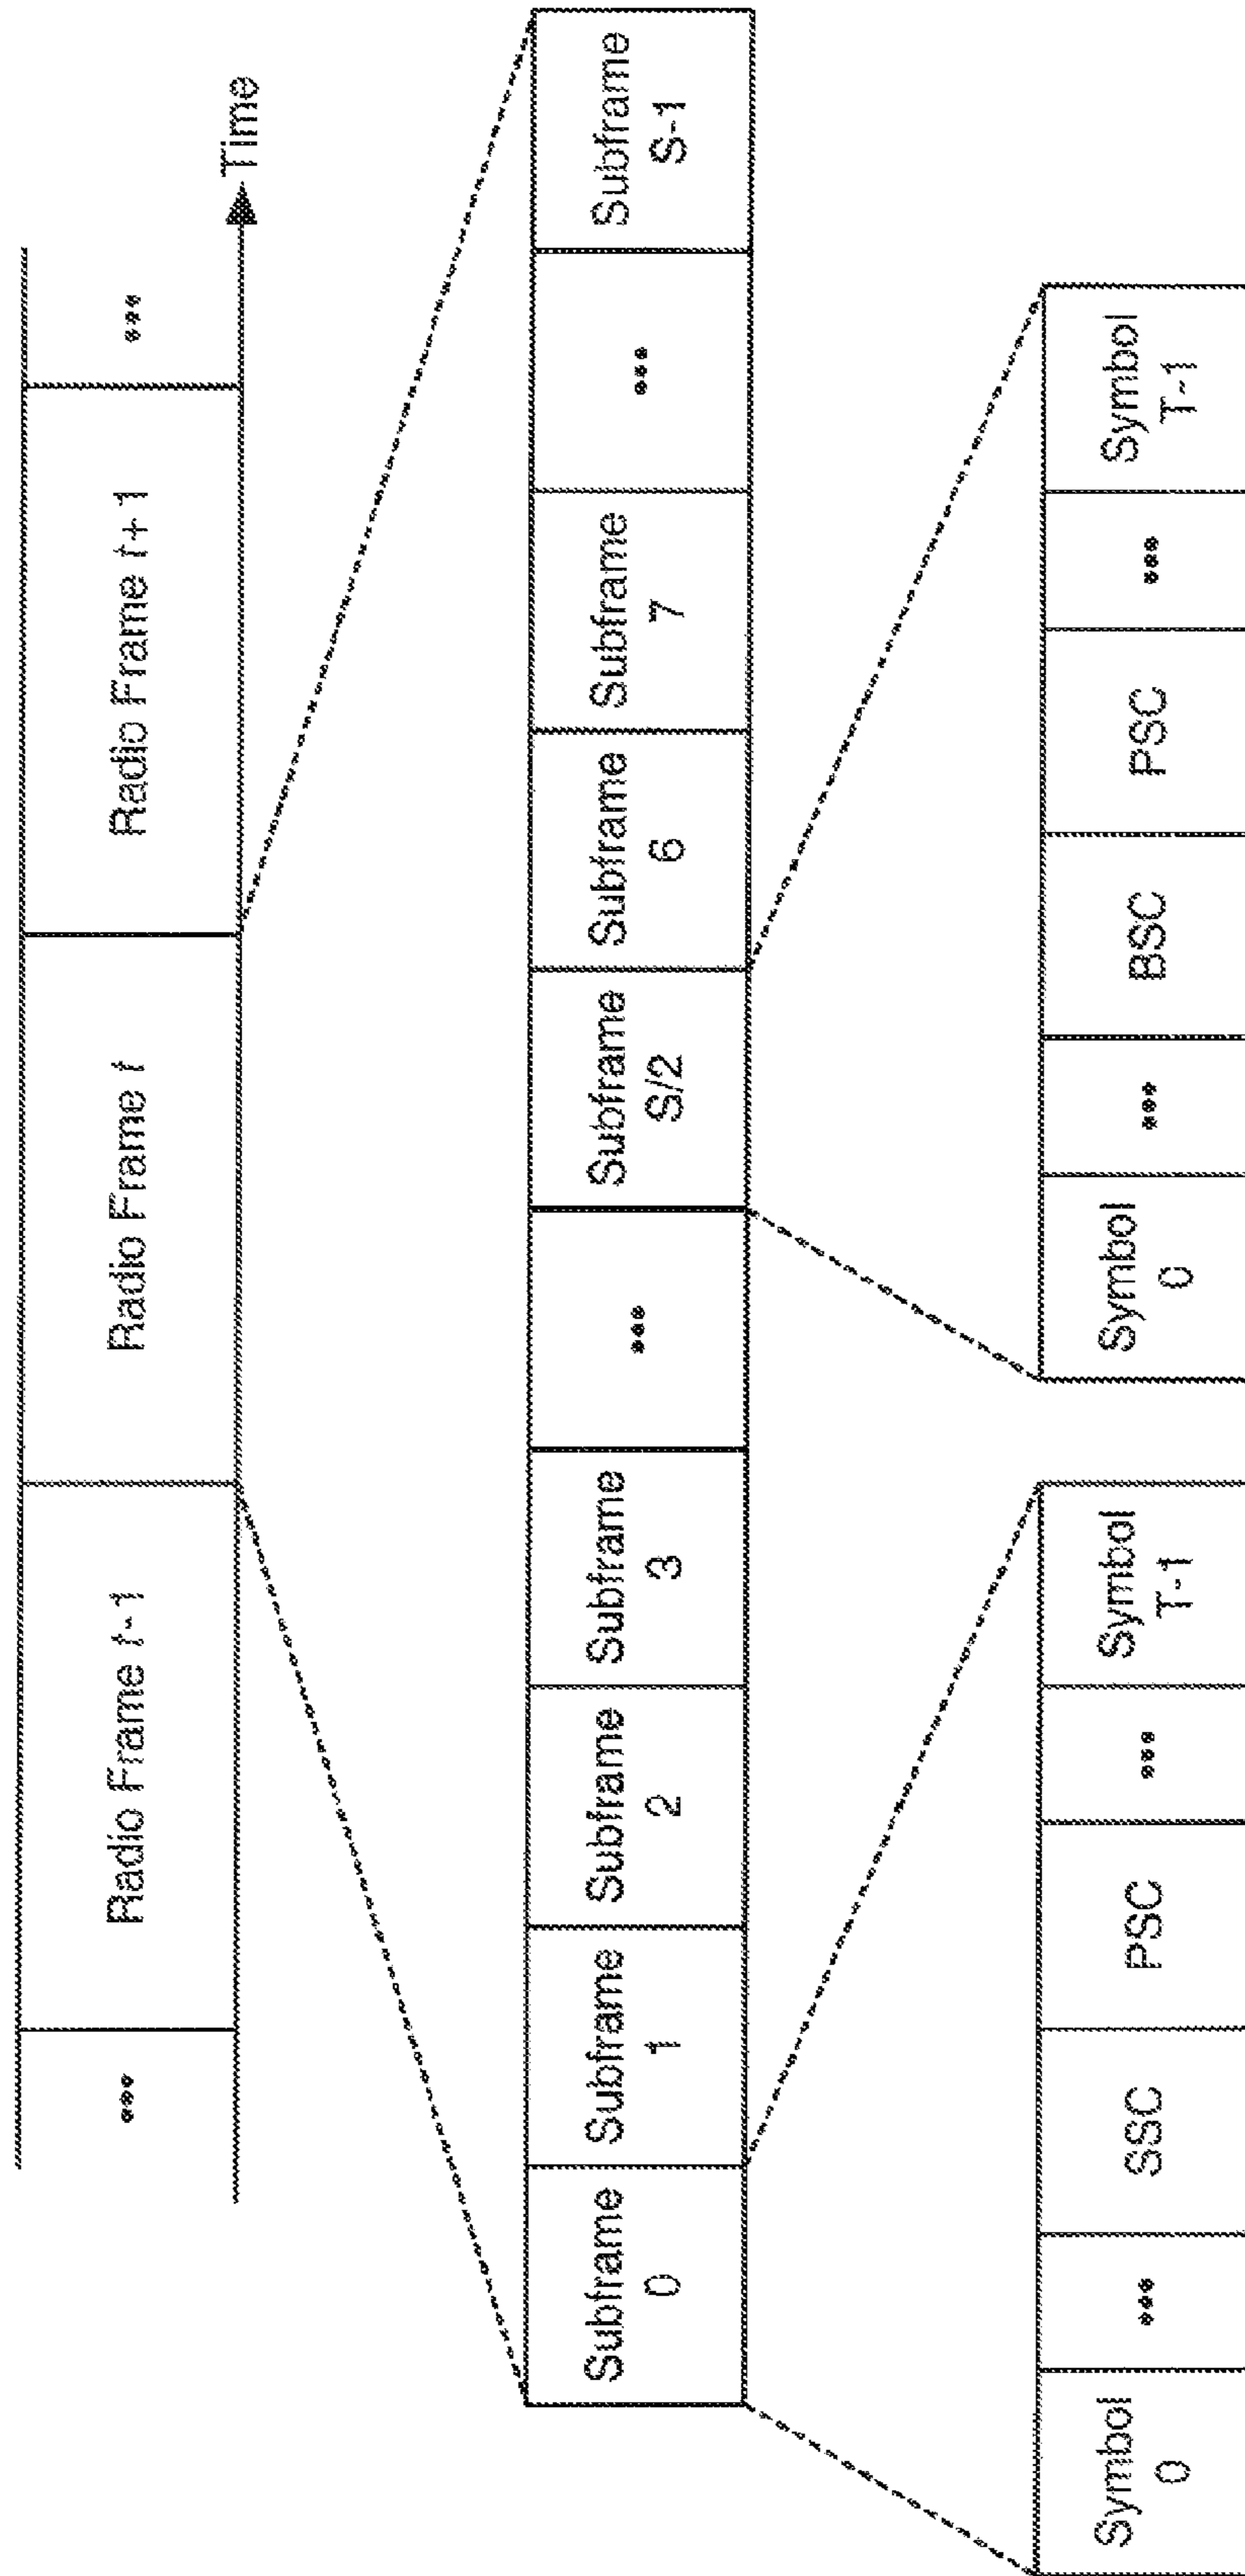 ••• Radio Frame t-1 Radio Frame t Radio Frame t+1 •••
Time
Subframe 0
Subframe 1
Subframe 2
Subframe 3
•••
Subframe S/2
Subframe 6
Subframe 7
•••
Subframe S-1
Symbol 0
•••
SSC
PSC
•••
Symbol T-1
Symbol 0
•••
BSC
PSC
•••
Symbol T-1